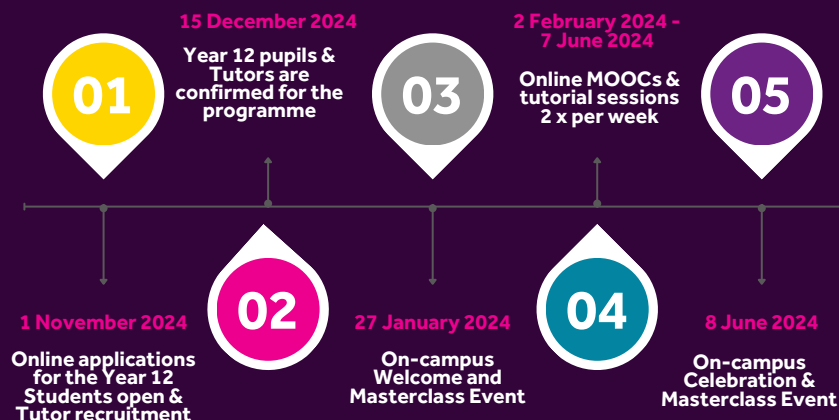 01
1 November 2024
Online applications
for the Year 12
Students open &
Tutor recruitment
15 December 2024
Year 12 pupils &
Tutors are
confirmed for the
programme
02
03
27 January 2024
On-campus
Welcome and
Masterclass Event
2 February 2024 -
7 June 2024
Online MOOCs &
tutorial sessions
2 x per week
04
05
8 June 2024
On-campus
Celebration &
Masterclass Event